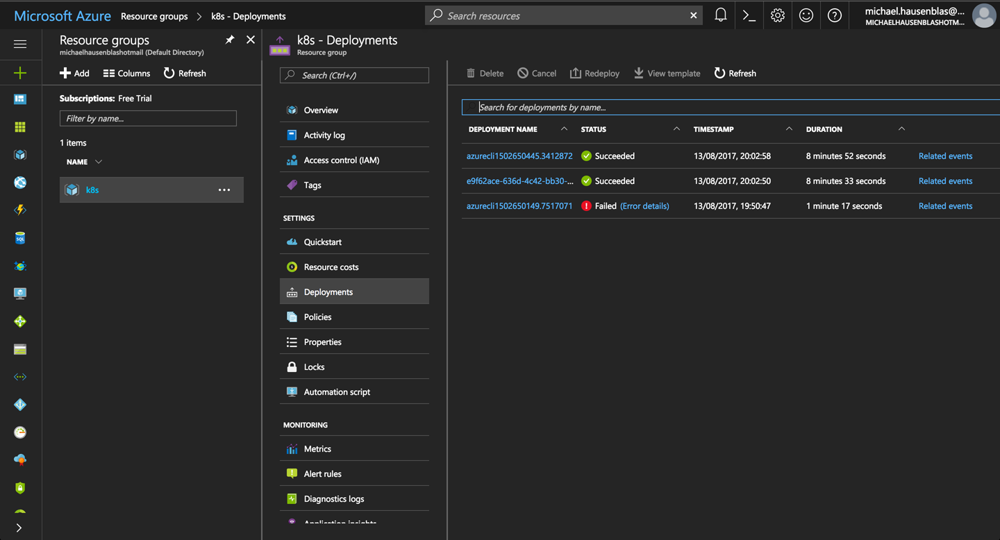 Microsoft Azure Resource groups > k8s - Deployments
Search resources
michael.hausenblas@...
MICHAELHAUSENBLASHOTM...
Resource groups
michaelhausenblashotmail (Default Directory)
Add Columns Refresh
Subscriptions: Free Trial
Filter by name...
1 items
NAME
k8s
SQL
k8s - Deployments
Resource group
Search (Ctrl+/)
Overview
Activity log
Access control (IAM)
Tags
SETTINGS
Quickstart
Resource costs
Deployments
Policies
Properties
Locks
Automation script
MONITORING
Metrics
Alert rules
Diagnostics logs
Application insights
Delete Cancel Redeploy View template Refresh
Search for deployments by name...
DEPLOYMENT NAME STATUS TIMESTAMP DURATION
azurecli1502650445.3412872 Succeeded 13/08/2017, 20:02:58 8 minutes 52 seconds Related events
e9f62ace-636d-4c42-bb30-... Succeeded 13/08/2017, 20:02:50 8 minutes 33 seconds Related events
azurecli1502650149.7517071 Failed (Error details) 13/08/2017, 19:50:47 1 minute 17 seconds Related events